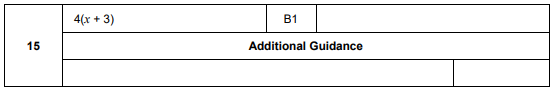 4(x + 3) B1
15
Additional Guidance